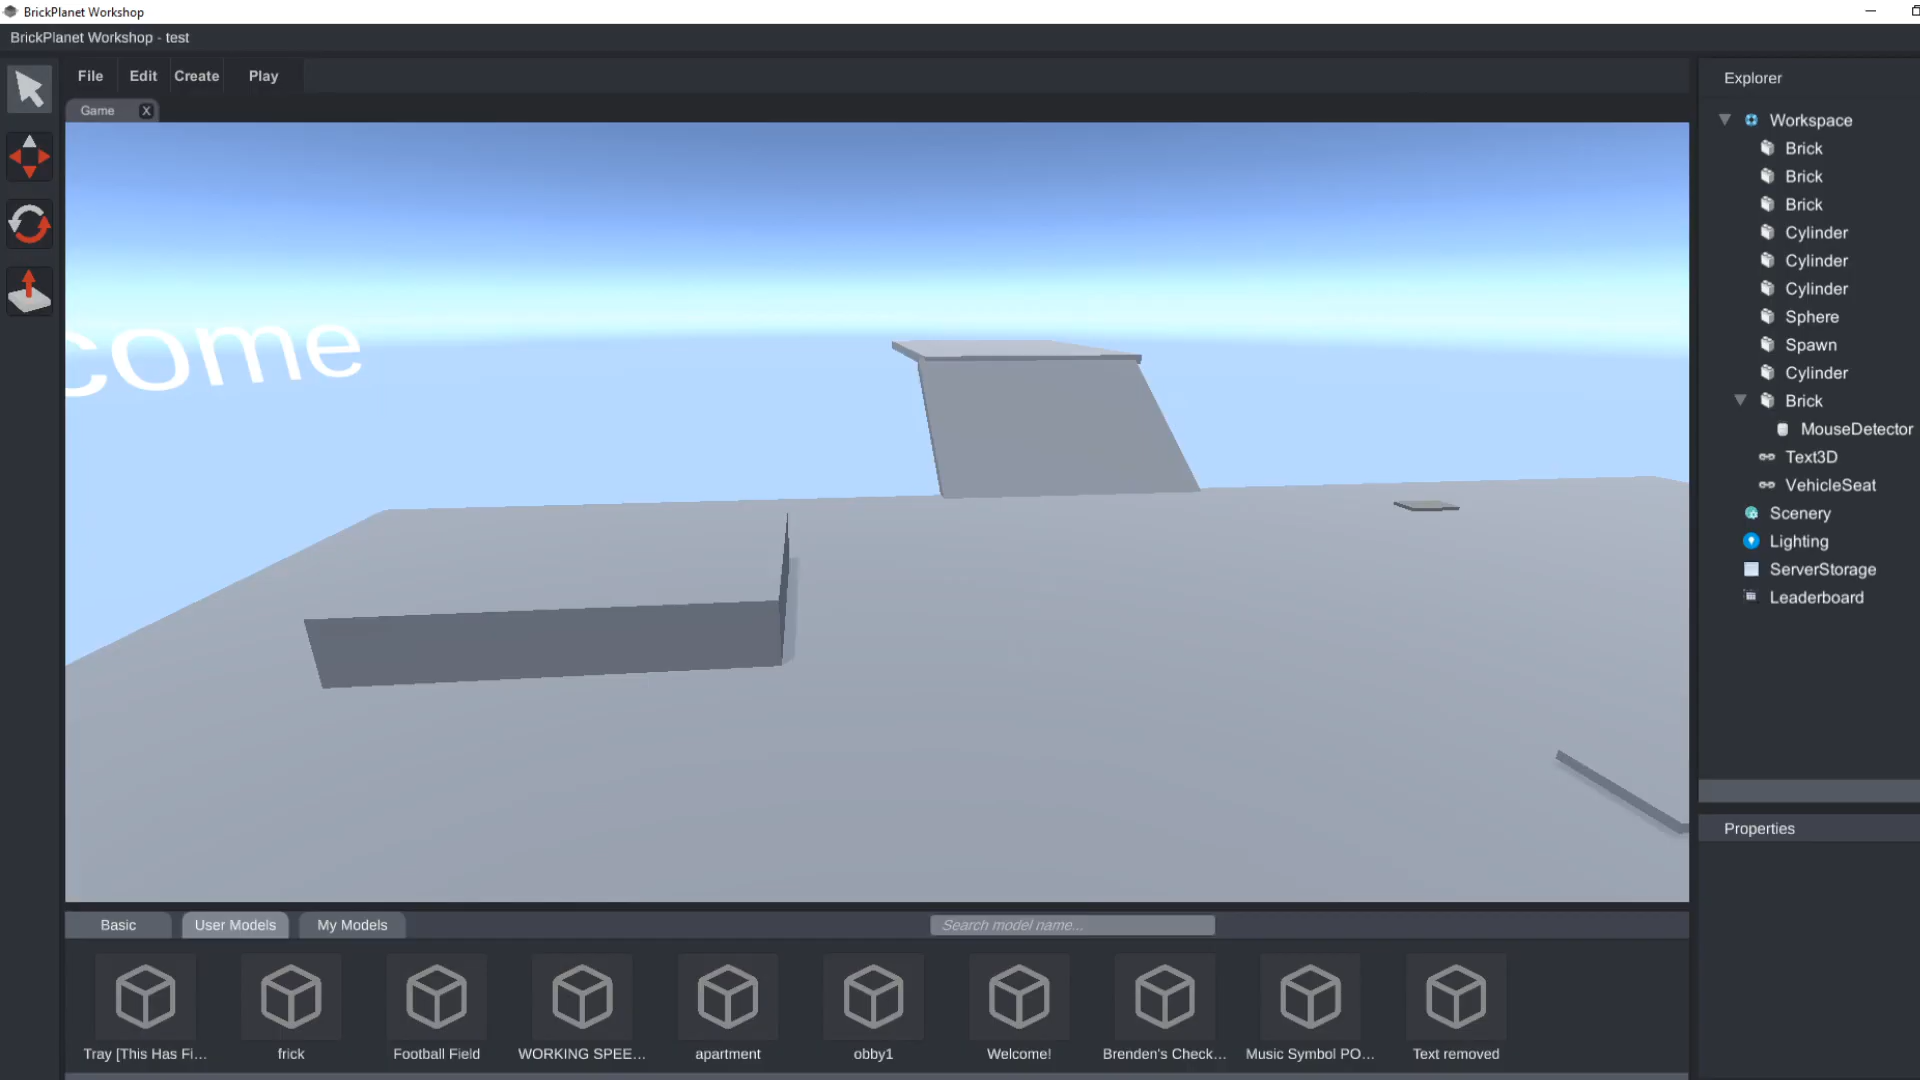 BrickPlanet Workshop
BrickPlanet Workshop - test
File Edit Create Play
Game X
come
Explorer
Workspace
Brick
Brick
Brick
Cylinder
Cylinder
Cylinder
Sphere
Spawn
Cylinder
Brick
MouseDetector
Text3D
VehicleSeat
Scenery
Lighting
ServerStorage
Leaderboard
Properties
Basic User Models My Models Search model name...
Tray [This Has Fi... frick Football Field WORKING SPEE... apartment obby1 Welcome! Brenden's Check... Music Symbol PO... Text removed